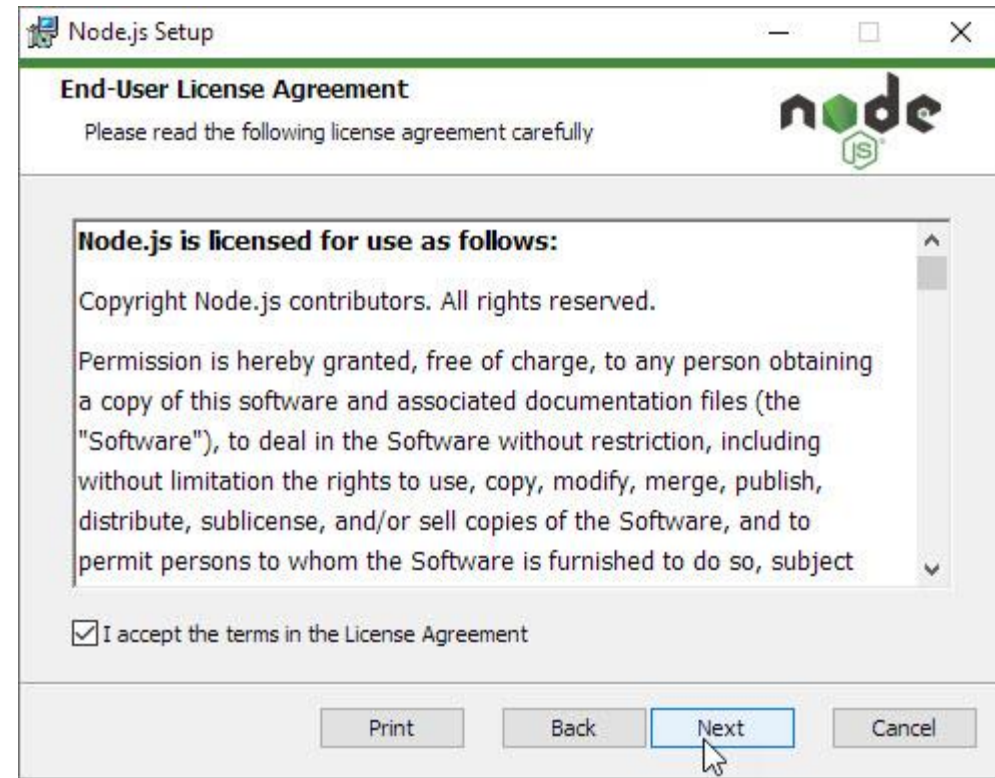 Node.js Setup
End-User License Agreement
Please read the following license agreement carefully
node
JS
Node.js is licensed for use as follows:
Copyright Node.js contributors. All rights reserved.
Permission is hereby granted, free of charge, to any person obtaining
a copy of this software and associated documentation files (the
"Software"), to deal in the Software without restriction, including
without limitation the rights to use, copy, modify, merge, publish,
distribute, sublicense, and/or sell copies of the Software, and to
permit persons to whom the Software is furnished to do so, subject
I accept the terms in the License Agreement
Print Back Next Cancel